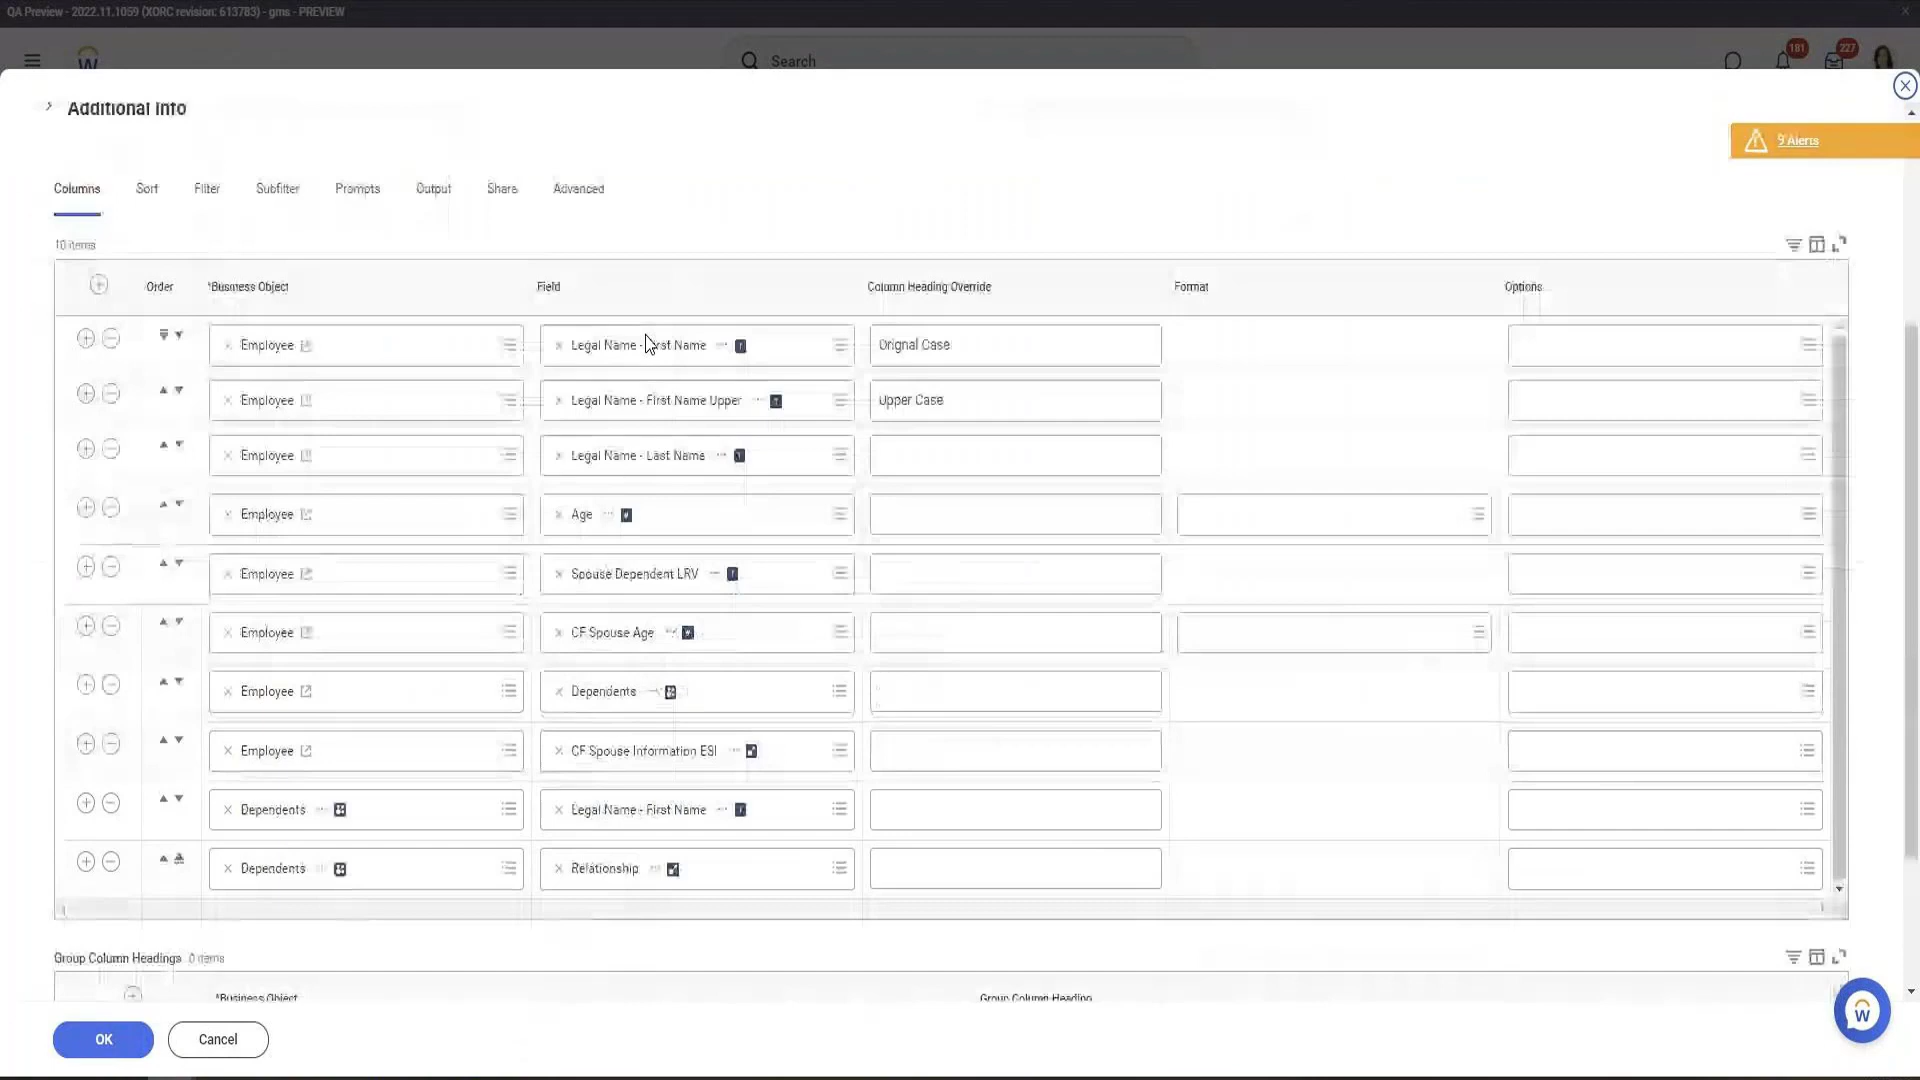 QA Preview - 2022.11.1059 (XORC revision: 613783) - gms - PREVIEW
Search
181
227
Additional Info
9 Alerts
Columns Sort Filter Subfilter Prompts Output Share Advanced
10 items
Order *Business Object Field Column Heading Override Format Options
Employee Legal Name - First Name Orignal Case
Employee Legal Name - First Name Upper Upper Case
Employee Legal Name - Last Name
Employee Age
Employee Spouse Dependent LRV
Employee CF Spouse Age
Employee Dependents
Employee CF Spouse Information ESI
Dependents Legal Name - First Name
Dependents Relationship
Group Column Headings 0 items
*Business Object Group Column Heading
OK Cancel